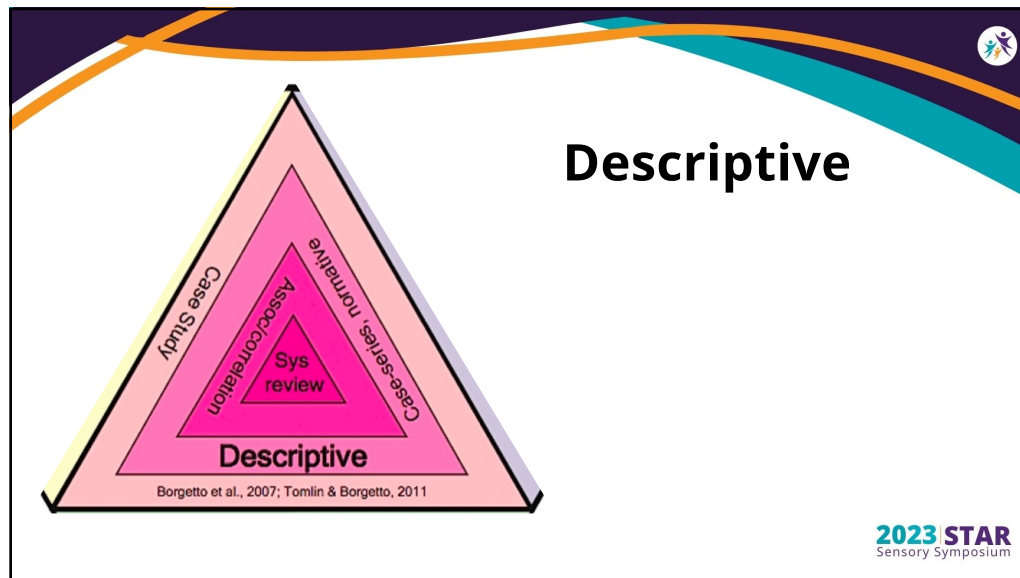 Descriptive
Case Study
Case-series, normative
Assoc/correlation
Sys
review
Descriptive
Borgetto et al., 2007; Tomlin & Borgetto, 2011
2023 STAR
Sensory Symposium